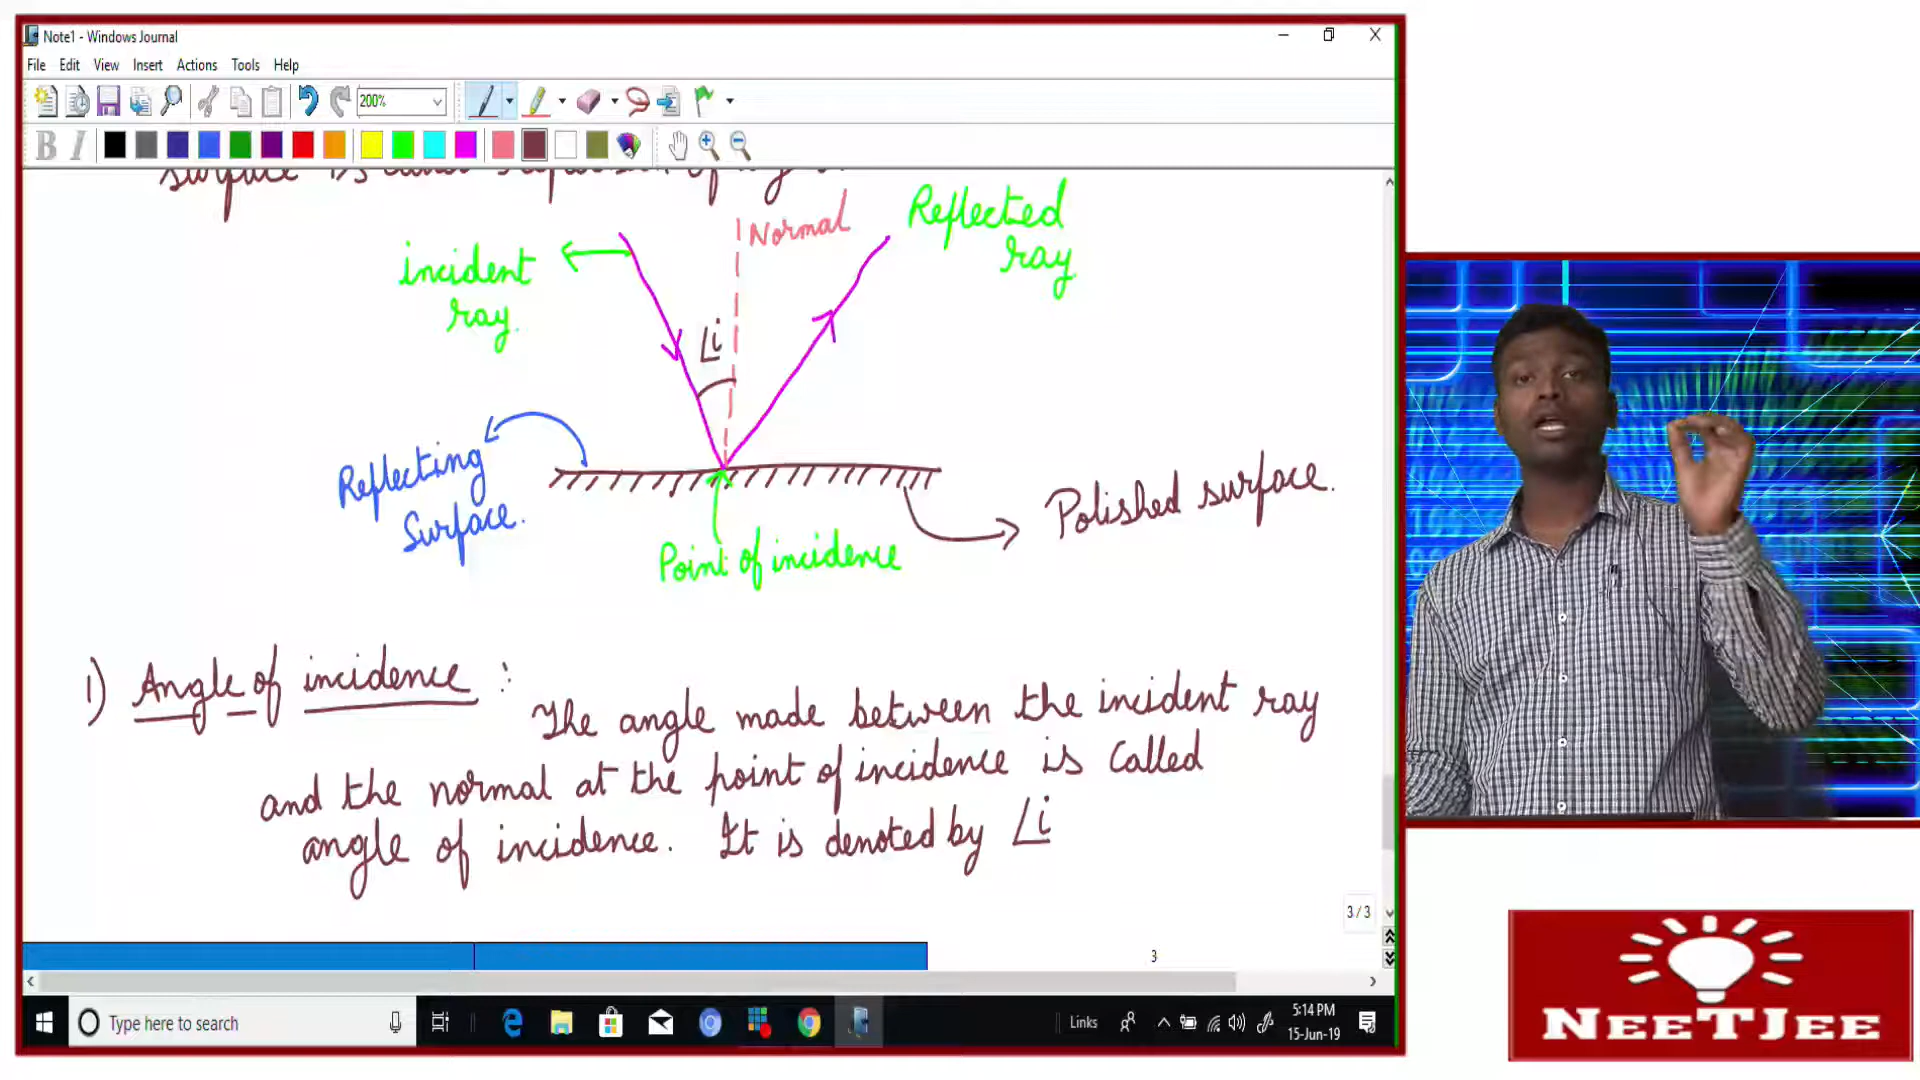 Note1 - Windows Journal
File Edit View Insert Actions Tools Help
200%
B I
surface is
Normal
Reflected
ray
incident
ray.
∠i
Reflecting
Surface.
Polished surface.
Point of incidence
1) Angle of incidence :
The angle made between the incident ray
and the normal at the point of incidence is called
angle of incidence. It is denoted by ∠i
3 / 3
3
Type here to search
Links
5:14 PM
15-Jun-19
NEETJEE